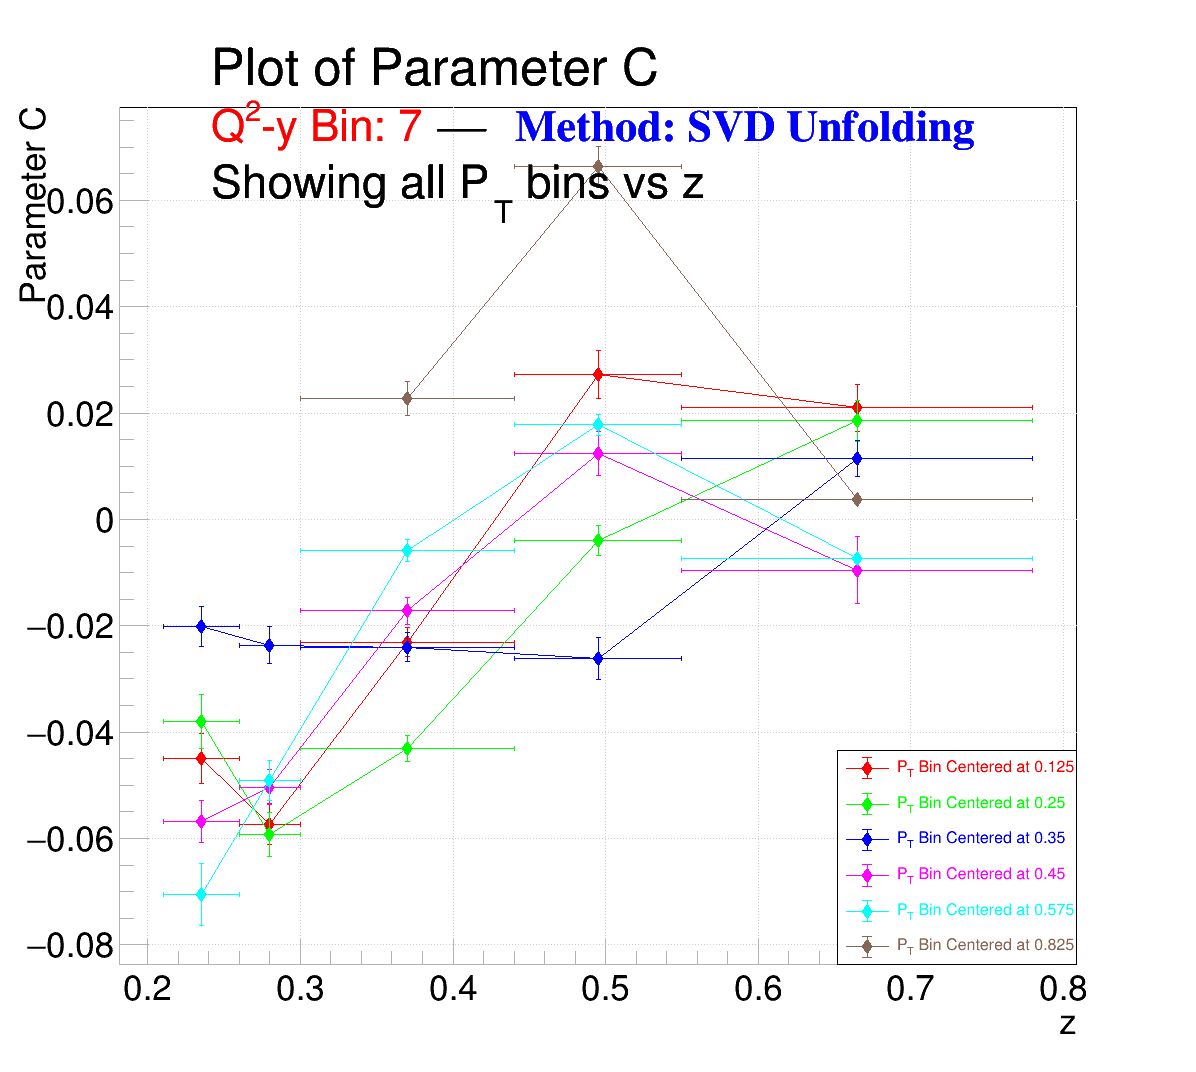 Plot of Parameter C
Q²-y Bin: 7 — Method: SVD Unfolding
Showing all P_T bins vs z
Parameter C
0.06
0.04
0.02
0
−0.02
−0.04
−0.06
−0.08
P_T Bin Centered at 0.125
P_T Bin Centered at 0.25
P_T Bin Centered at 0.35
P_T Bin Centered at 0.45
P_T Bin Centered at 0.575
P_T Bin Centered at 0.825
0.2 0.3 0.4 0.5 0.6 0.7 0.8
z